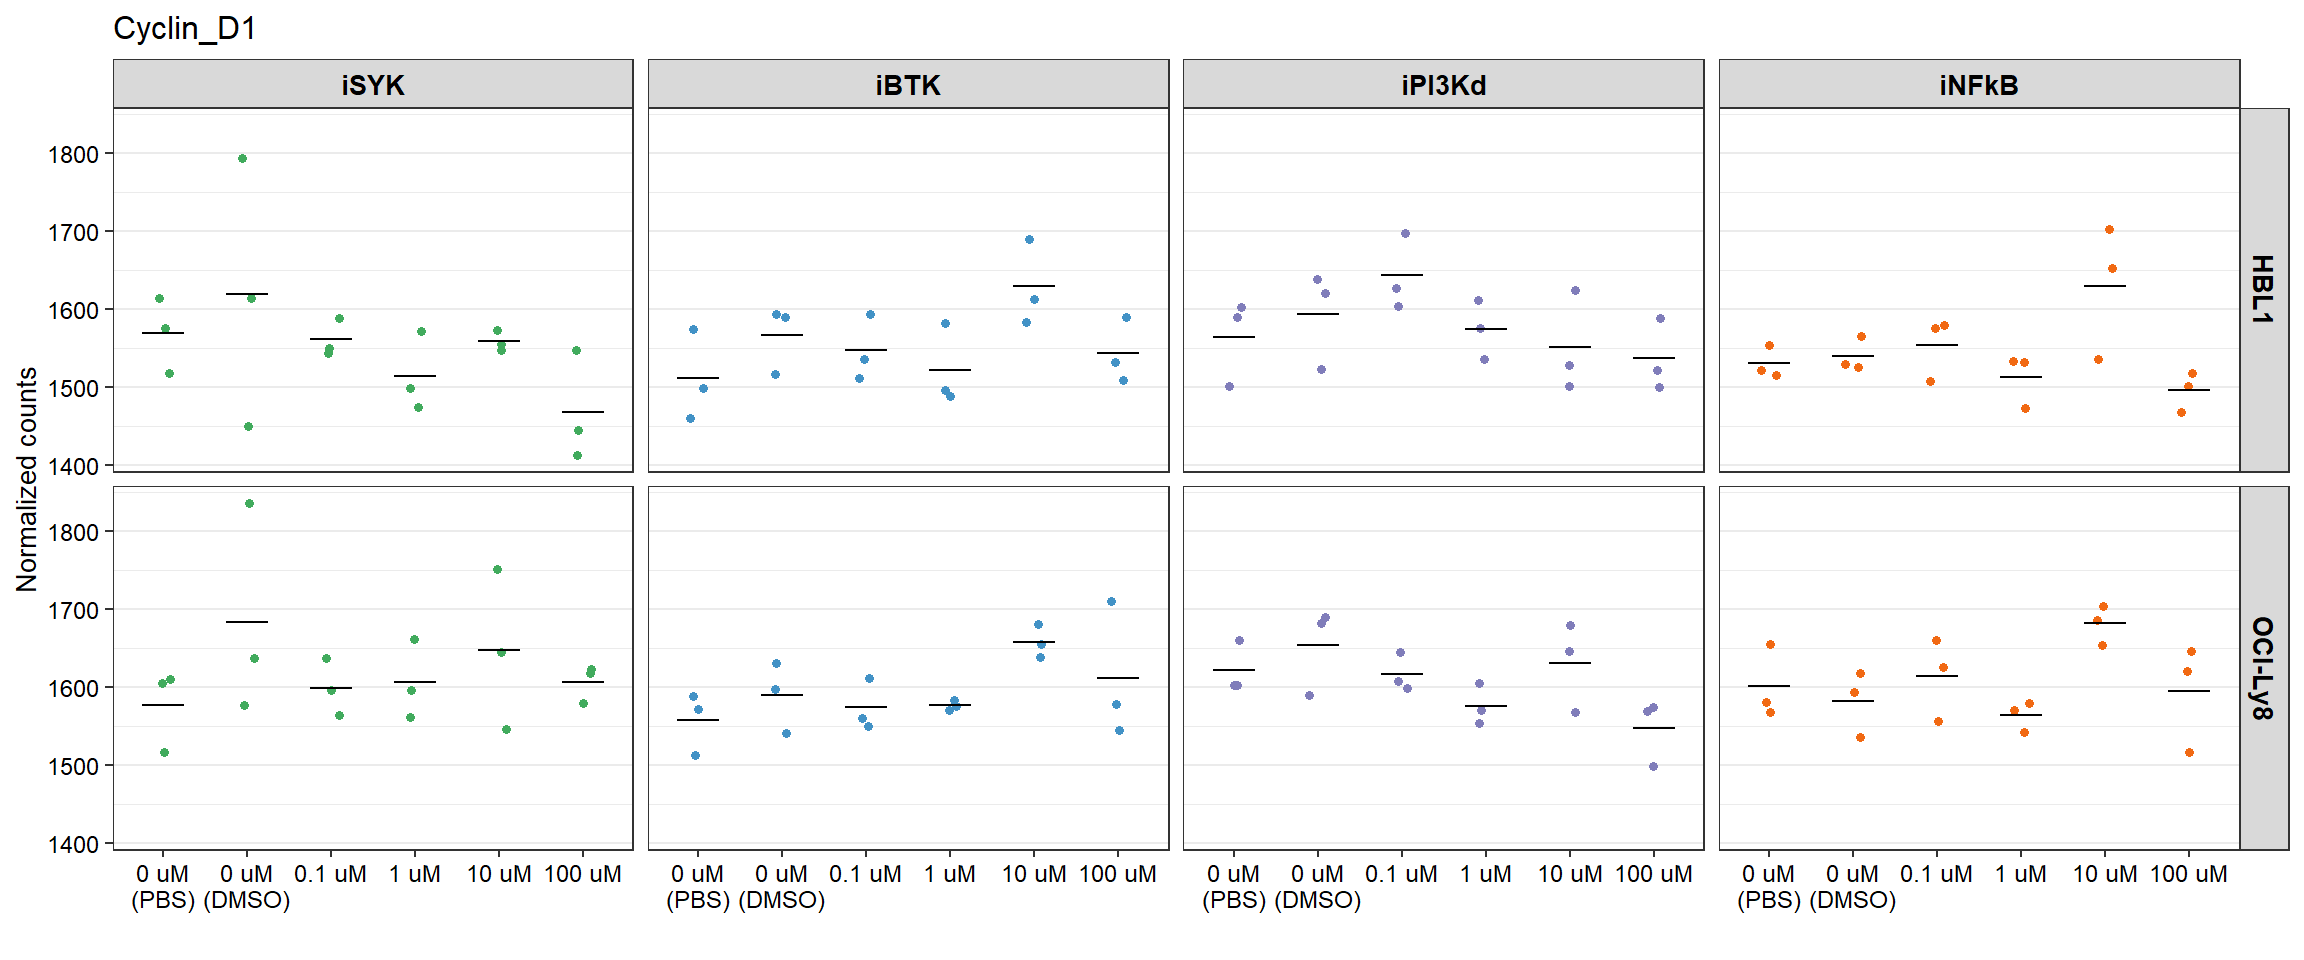 Cyclin_D1
iSYK iBTK iPI3Kd iNFkB
Normalized counts
1800
1700
1600
1500
1400
HBL1
1800
1700
1600
1500
1400
OCI-Ly8
0 uM 0 uM 0.1 uM 1 uM 10 uM 100 uM 0 uM 0 uM 0.1 uM 1 uM 10 uM 100 uM 0 uM 0 uM 0.1 uM 1 uM 10 uM 100 uM 0 uM 0 uM 0.1 uM 1 uM 10 uM 100 uM
(PBS) (DMSO) (PBS) (DMSO) (PBS) (DMSO) (PBS) (DMSO)